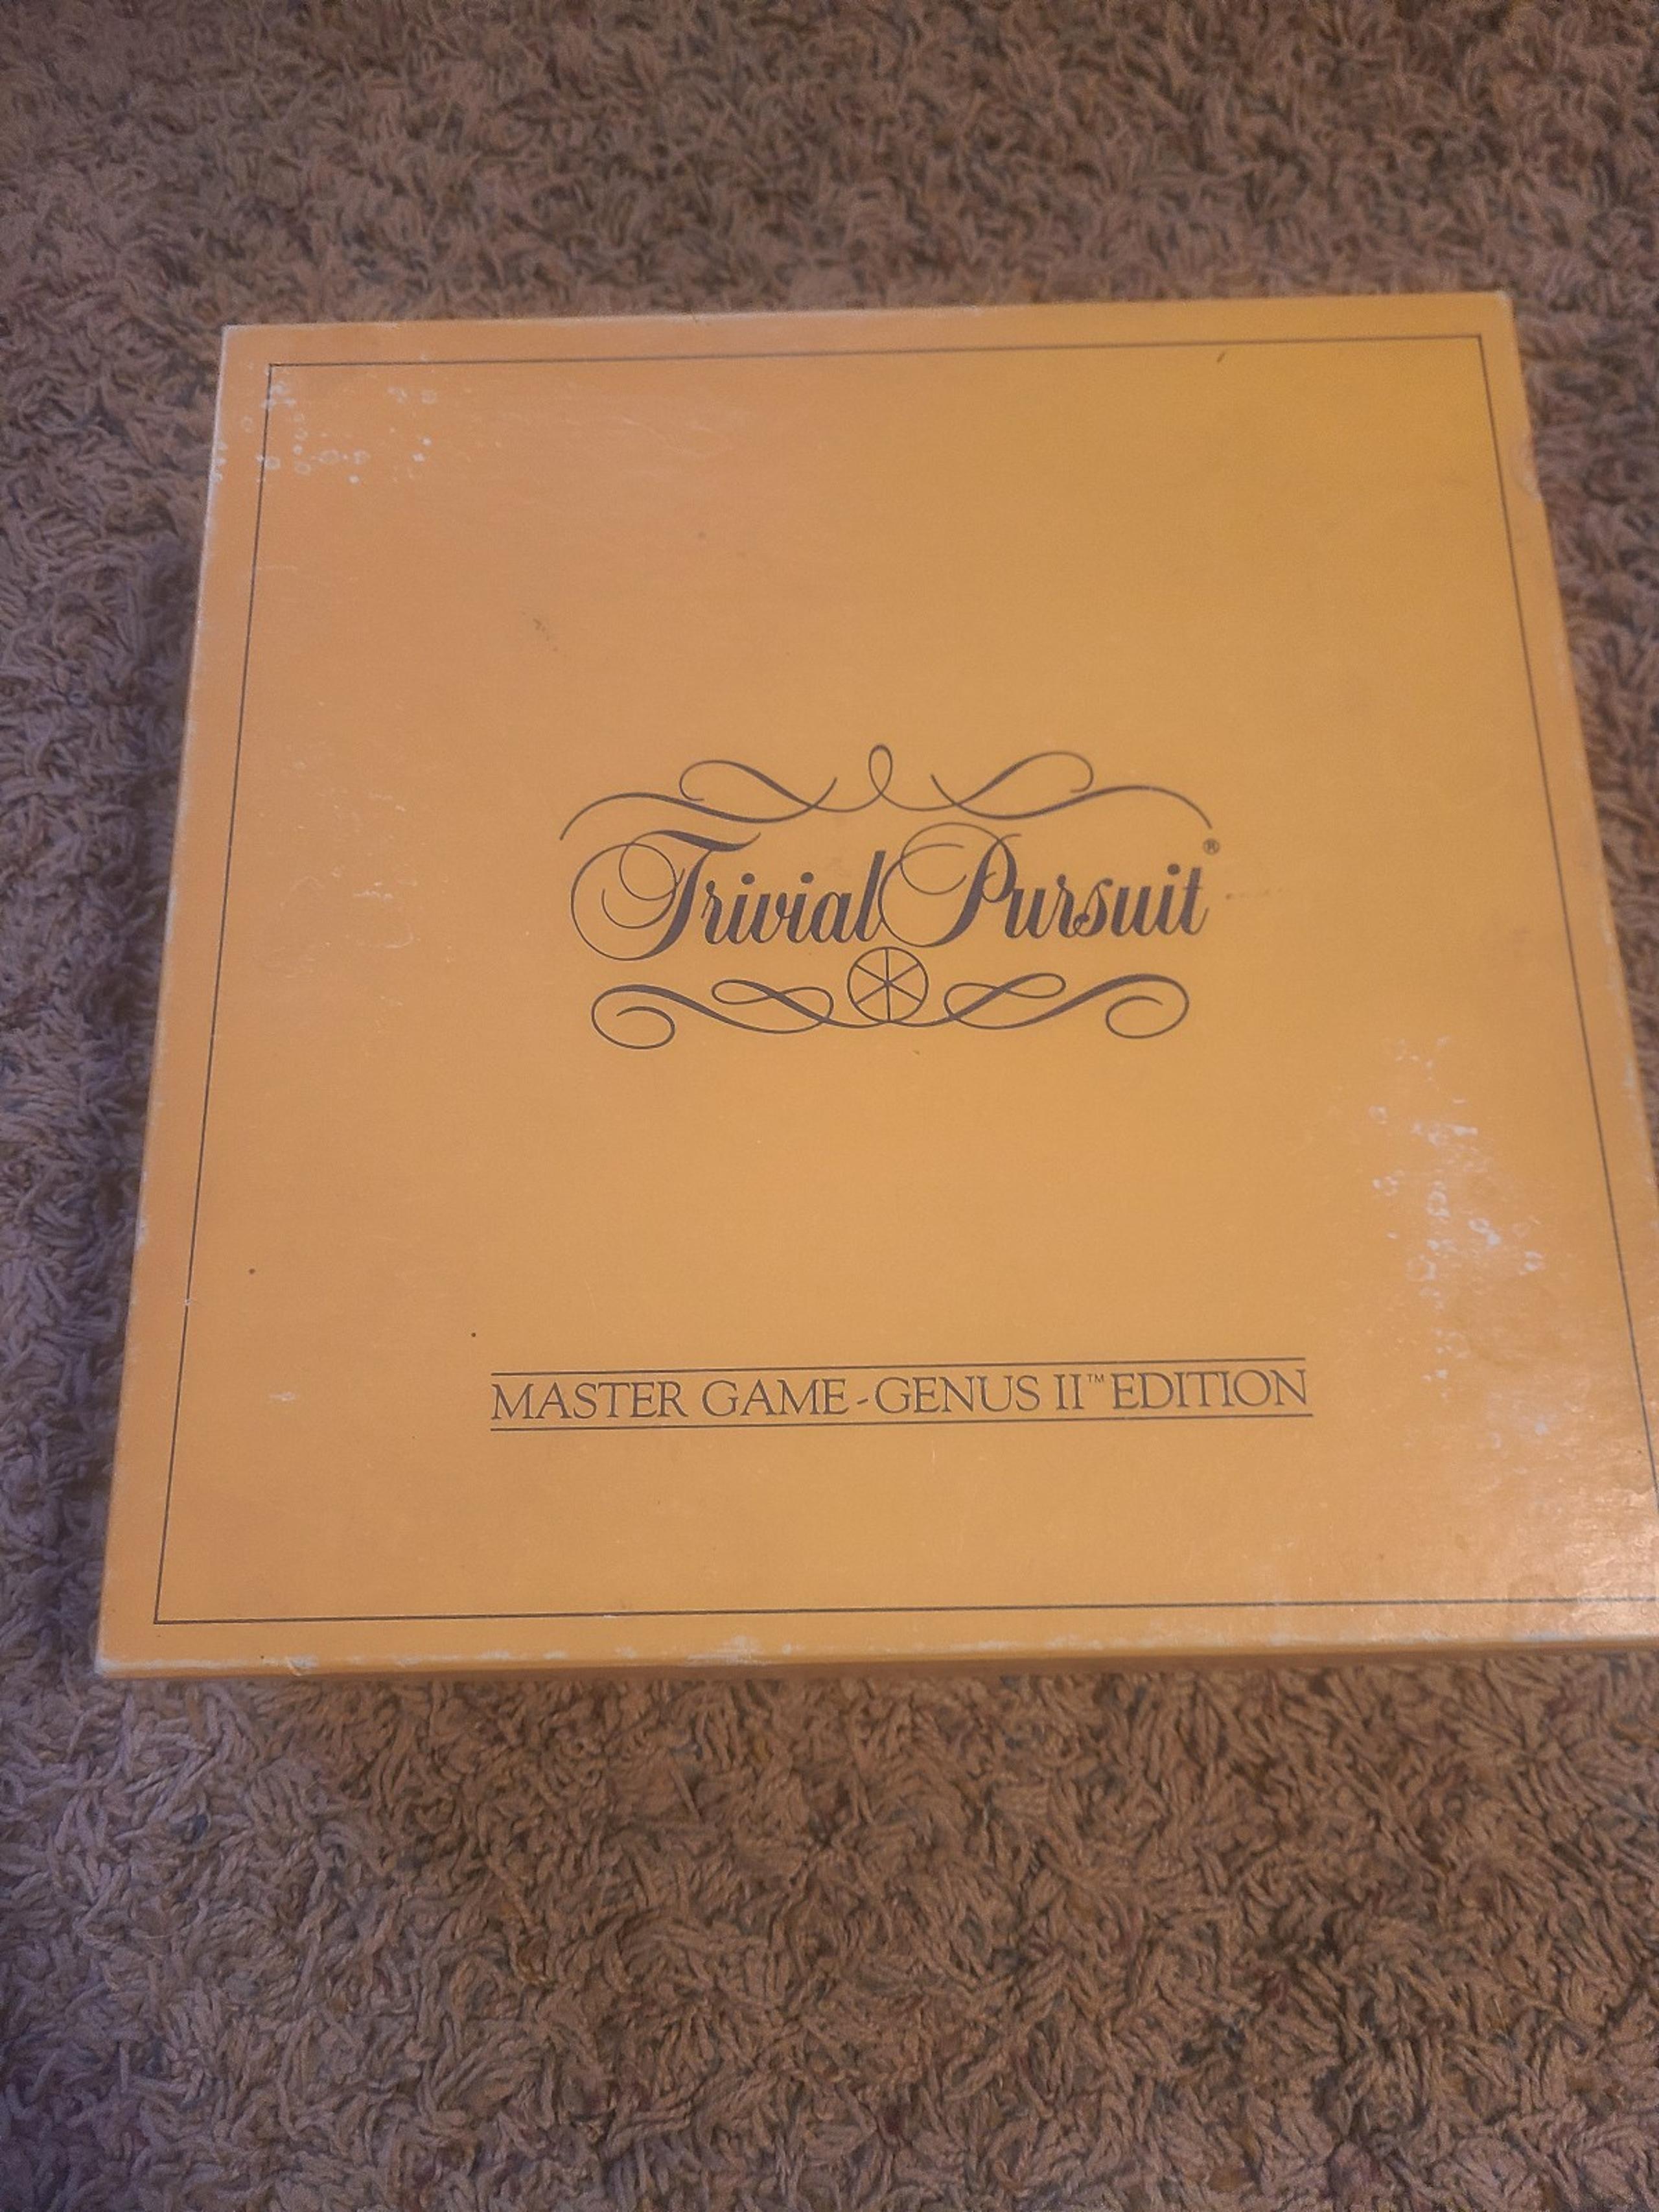 Trivial Pursuit®
MASTER GAME-GENUS II™ EDITION